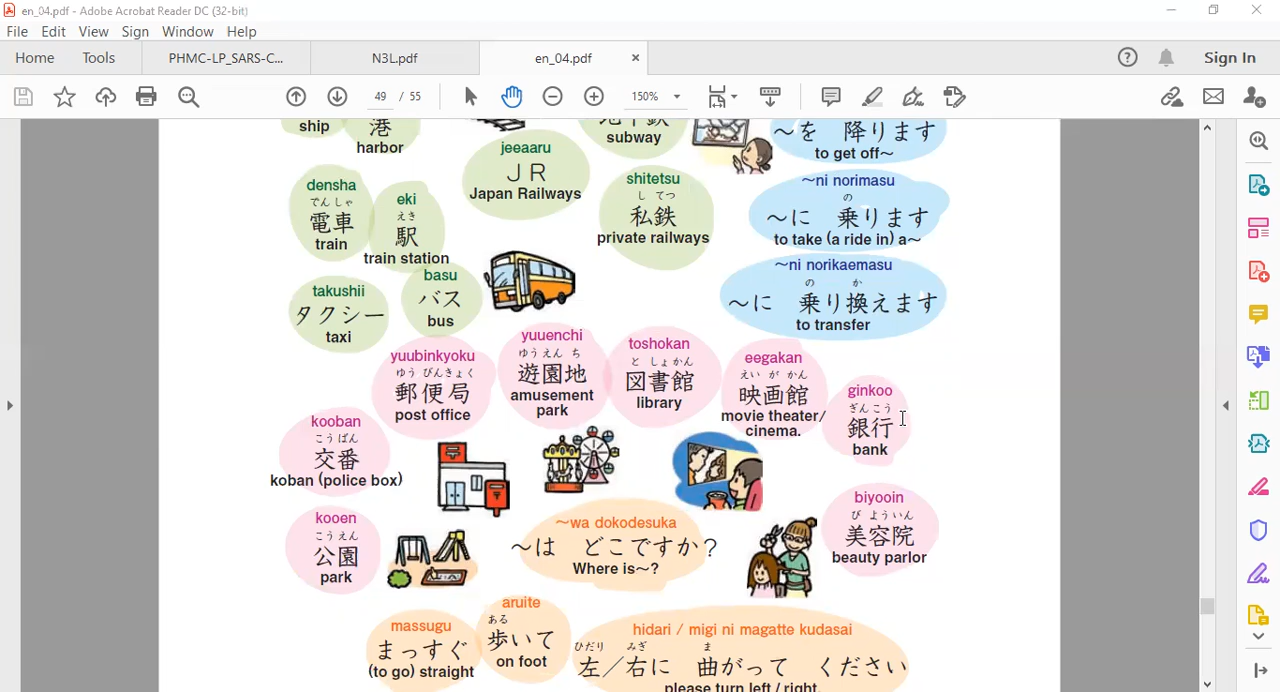 en_04.pdf - Adobe Acrobat Reader DC (32-bit)
File Edit View Sign Window Help
Home Tools PHMC-LP_SARS-C... N3L.pdf en_04.pdf Sign In
49 / 55 150%
ship
港
harbor
subway
～を 降ります
to get off～
jeeaaru
ＪＲ
Japan Railways
densha
でんしゃ
電車
train
eki
えき
駅
train station
shitetsu
し てつ
私鉄
private railways
～ni norimasu
の
～に 乗ります
to take (a ride in) a～
～ni norikaemasu
の か
～に 乗り換えます
to transfer
takushii
タクシー
taxi
basu
バス
bus
yuubinkyoku
ゆう びんきょく
郵便局
post office
yuuenchi
ゆうえん ち
遊園地
amusement
park
toshokan
と しょかん
図書館
library
eegakan
えい が かん
映画館
movie theater/
cinema.
ginkoo
ぎんこう
銀行
bank
kooban
こうばん
交番
koban (police box)
kooen
こうえん
公園
park
～wa dokodesuka
～は どこですか？
Where is～?
biyooin
び よういん
美容院
beauty parlor
massugu
まっすぐ
(to go) straight
aruite
ある
歩いて
on foot
hidari / migi ni magatte kudasai
ひだり みぎ ま
左／右に 曲がって ください
please turn left / right.